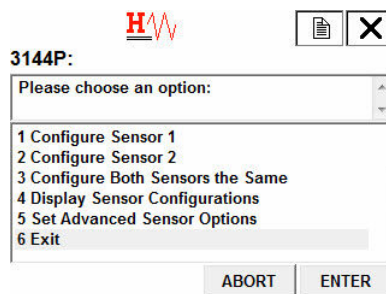 H
3144P:
Please choose an option:
1 Configure Sensor 1
2 Configure Sensor 2
3 Configure Both Sensors the Same
4 Display Sensor Configurations
5 Set Advanced Sensor Options
6 Exit
ABORT ENTER